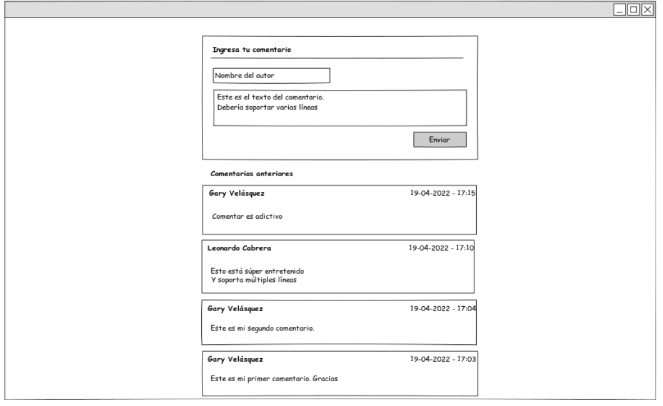 Ingresa tu comentario
Nombre del autor
Este es el texto del comentario.
Debería soportar varias líneas
Enviar
Comentarios anteriores
Gary Velásquez 19-04-2022 - 17:15
Comentar es adictivo
Leonardo Cabrera 19-04-2022 - 17:10
Esto está súper entretenido
Y soporta múltiples líneas
Gary Velásquez 19-04-2022 - 17:04
Este es mi segundo comentario.
Gary Velásquez 19-04-2022 - 17:03
Este es mi primer comentario. Gracias